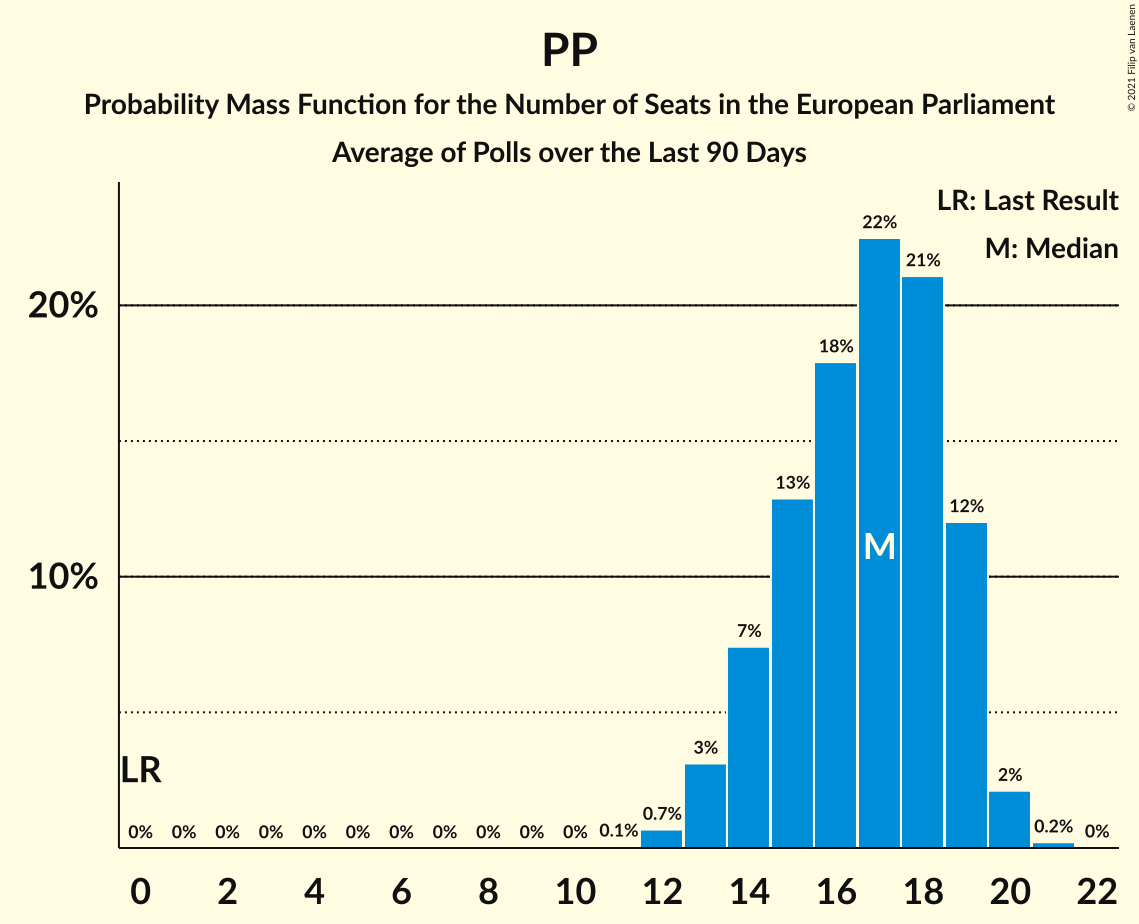 PP
Probability Mass Function for the Number of Seats in the European Parliament
Average of Polls over the Last 90 Days
© 2021 Filip van Laenen
LR: Last Result
M: Median
22%
21%
20%
18%
13%
12%
M
10%
7%
3%
LR
2%
0% 0% 0% 0% 0% 0% 0% 0% 0% 0% 0% 0.1% 0.7% 0.2% 0%
0 2 4 6 8 10 12 14 16 18 20 22